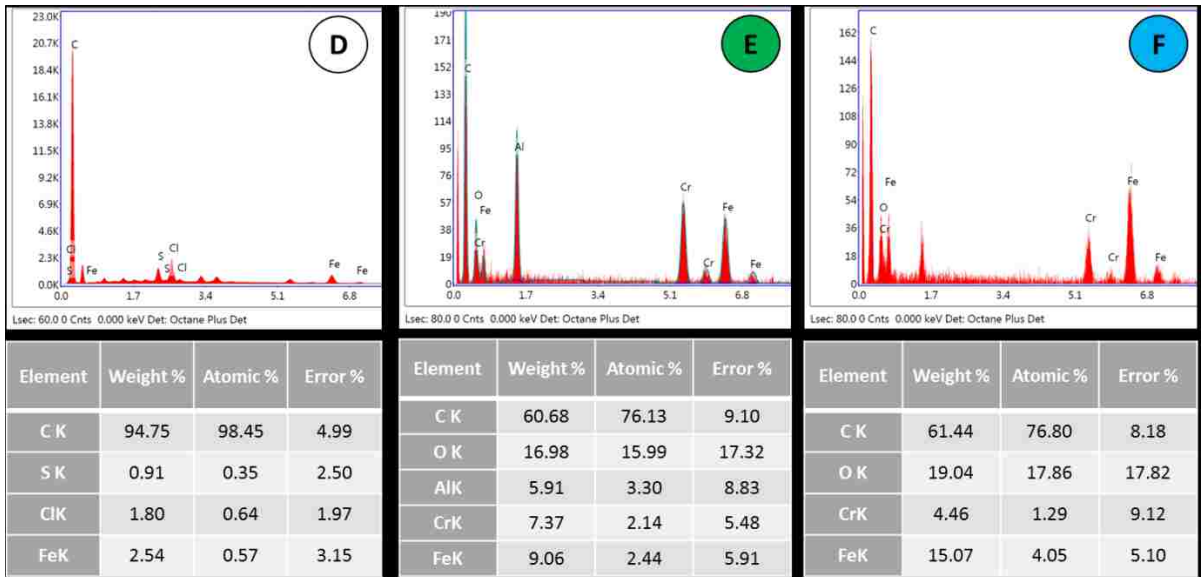 23.0K
20.7K
18.4K
16.1K
13.8K
11.5K
9.2K
6.9K
4.6K
2.3K
0.0K
C
Cl
S
Fe
S
Cl
S
Cl
Fe
Fe
D
0.0 1.7 3.4 5.1 6.8
Lsec: 60.0 0 Cnts 0.000 keV Det: Octane Plus Det
190
171
152
133
114
95
76
57
38
19
0
C
O
Fe
Cr
Al
Cr
Cr
Fe
Fe
E
0.0 1.7 3.4 5.1 6.8
Lsec: 80.0 0 Cnts 0.000 keV Det: Octane Plus Det
162
144
126
108
90
72
54
36
18
0
C
Fe
O
Cr
Cr
Cr
Fe
Fe
F
0.0 1.7 3.4 5.1 6.8
Lsec: 80.0 0 Cnts 0.000 keV Det: Octane Plus Det
Element Weight % Atomic % Error %
C K 94.75 98.45 4.99
S K 0.91 0.35 2.50
ClK 1.80 0.64 1.97
FeK 2.54 0.57 3.15
Element Weight % Atomic % Error %
C K 60.68 76.13 9.10
O K 16.98 15.99 17.32
AlK 5.91 3.30 8.83
CrK 7.37 2.14 5.48
FeK 9.06 2.44 5.91
Element Weight % Atomic % Error %
C K 61.44 76.80 8.18
O K 19.04 17.86 17.82
CrK 4.46 1.29 9.12
FeK 15.07 4.05 5.10